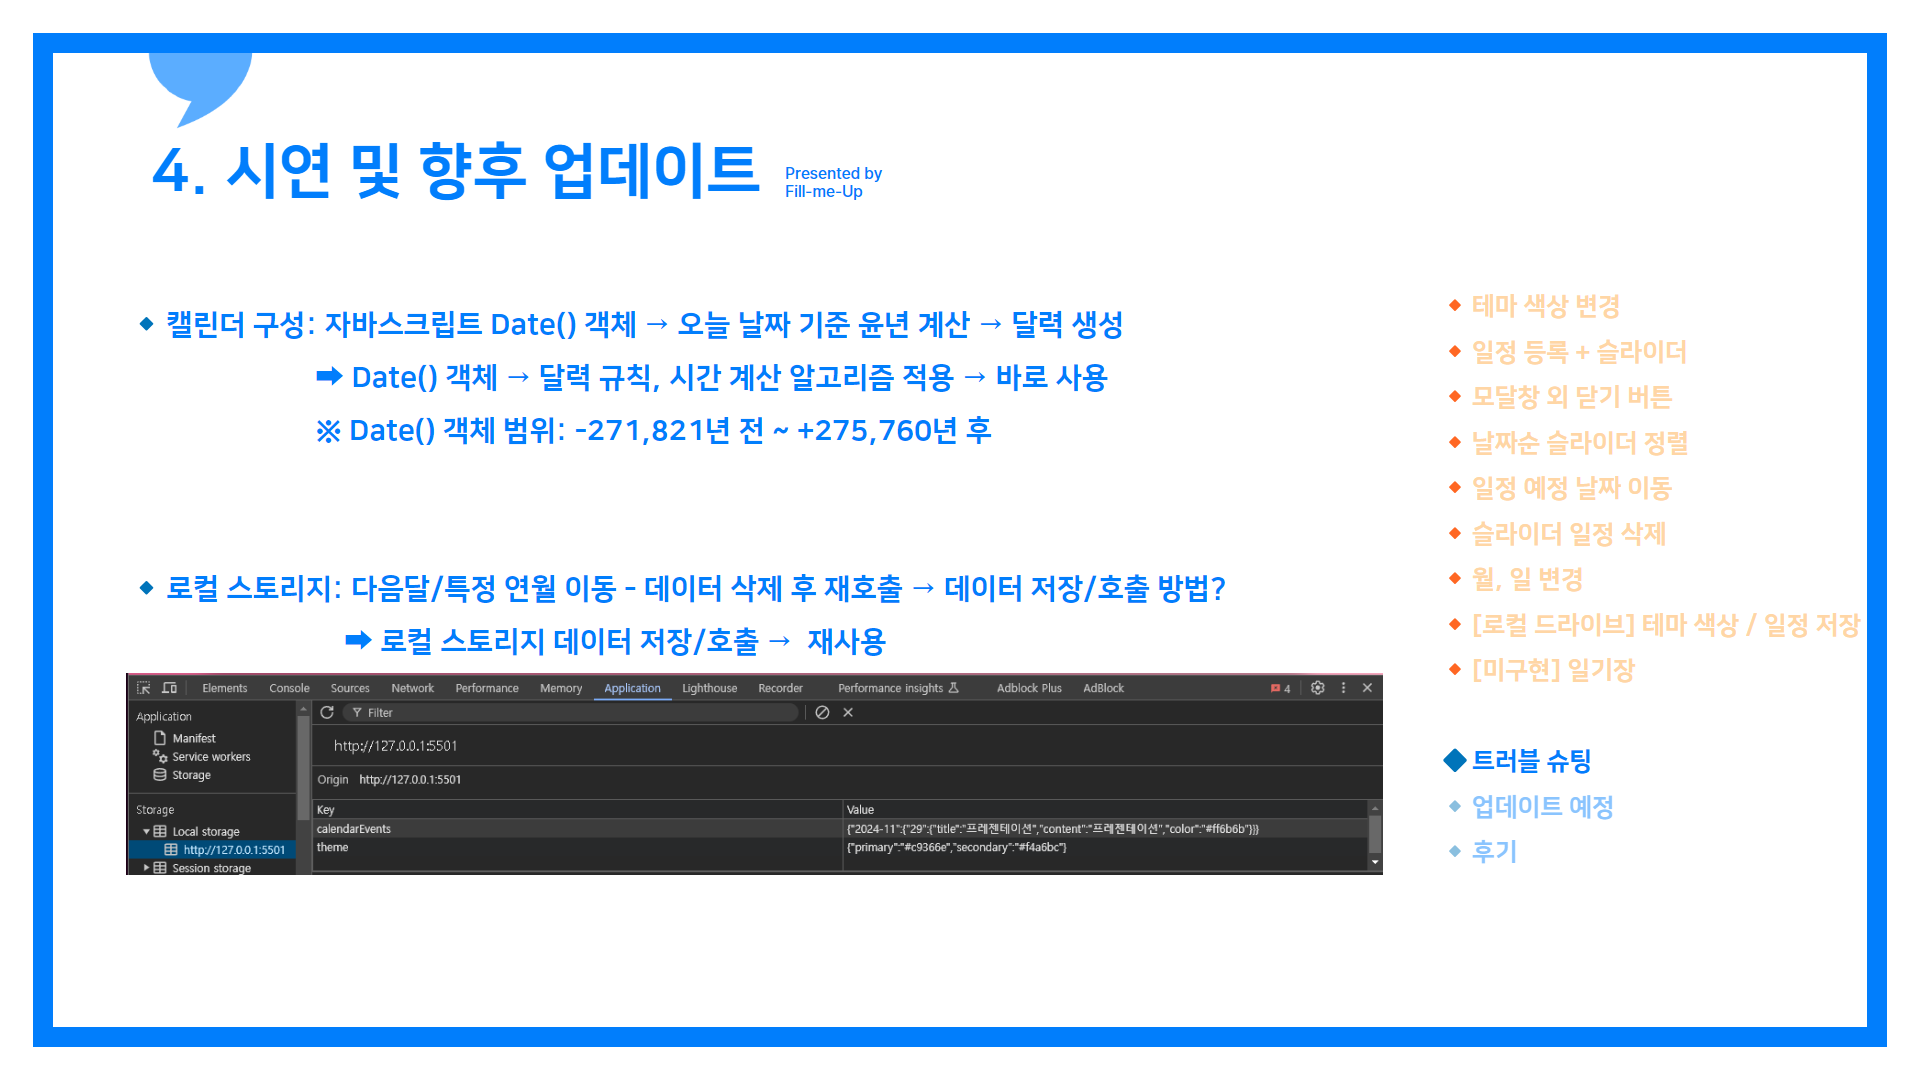 4. 시연 및 향후 업데이트
Presented by
Fill-me-Up
◆ 캘린더 구성: 자바스크립트 Date() 객체 → 오늘 날짜 기준 윤년 계산 → 달력 생성
➡ Date() 객체 → 달력 규칙, 시간 계산 알고리즘 적용 → 바로 사용
※ Date() 객체 범위: -271,821년 전 ~ +275,760년 후
◆ 로컬 스토리지: 다음달/특정 연월 이동 - 데이터 삭제 후 재호출 → 데이터 저장/호출 방법?
➡ 로컬 스토리지 데이터 저장/호출 → 재사용
Elements Console Sources Network Performance Memory Application Lighthouse Recorder Performance insights Adblock Plus AdBlock 4
Application
Manifest
Service workers
Storage
Storage
Local storage
http://127.0.0.1:5501
Session storage
Filter
http://127.0.0.1:5501
Origin http://127.0.0.1:5501
Key Value
calendarEvents {"2024-11":{"29":{"title":"프레젠테이션","content":"프레젠테이션","color":"#ff6b6b"}}}
theme {"primary":"#c9366e","secondary":"#f4a6bc"}
◆ 테마 색상 변경
◆ 일정 등록 + 슬라이더
◆ 모달창 외 닫기 버튼
◆ 날짜순 슬라이더 정렬
◆ 일정 예정 날짜 이동
◆ 슬라이더 일정 삭제
◆ 월, 일 변경
◆ [로컬 드라이브] 테마 색상 / 일정 저장
◆ [미구현] 일기장
◆ 트러블 슈팅
◆ 업데이트 예정
◆ 후기